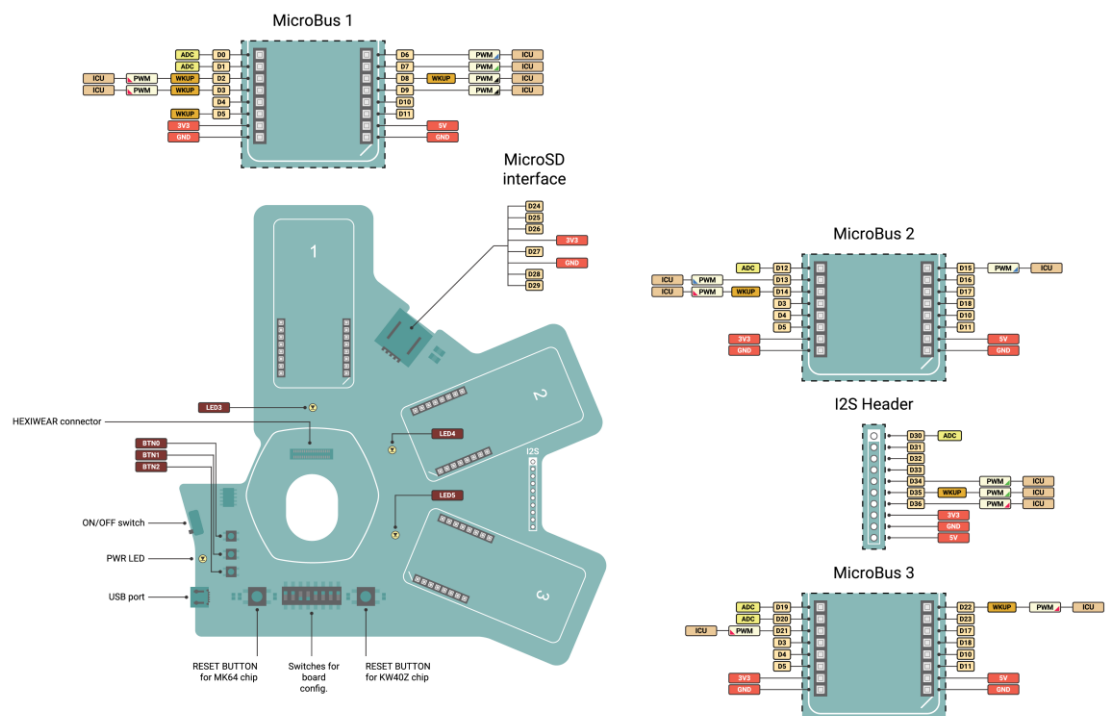 MicroBus 1
ADC D0 D6 PWM ICU
ADC D1 D7 PWM ICU
ICU PWM WKUP D2 D8 WKUP PWM ICU
ICU PWM WKUP D3 D9 PWM ICU
D4 D10
WKUP D5 D11
3V3 5V
GND GND
MicroSD
interface
D24
D25
D26
3V3
D27
GND
D28
D29
1
2
3
I2S
LED3
HEXIWEAR connector
LED4
BTN0
BTN1
BTN2
LED5
ON/OFF switch
PWR LED
USB port
RESET BUTTON
for MK64 chip
Switches for
board
config.
RESET BUTTON
for KW40Z chip
MicroBus 2
ADC D12 D15 PWM ICU
ICU PWM D13 D16
ICU PWM WKUP D14 D17
D3 D18
D4 D10
D5 D11
3V3 5V
GND GND
I2S Header
D30 ADC
D31
D32
D33
D34 PWM ICU
D35 WKUP PWM ICU
D36 PWM ICU
3V3
GND
5V
MicroBus 3
ADC D19 D22 WKUP PWM ICU
ADC D20 D23
ICU PWM D21 D17
D3 D18
D4 D10
D5 D11
3V3 5V
GND GND